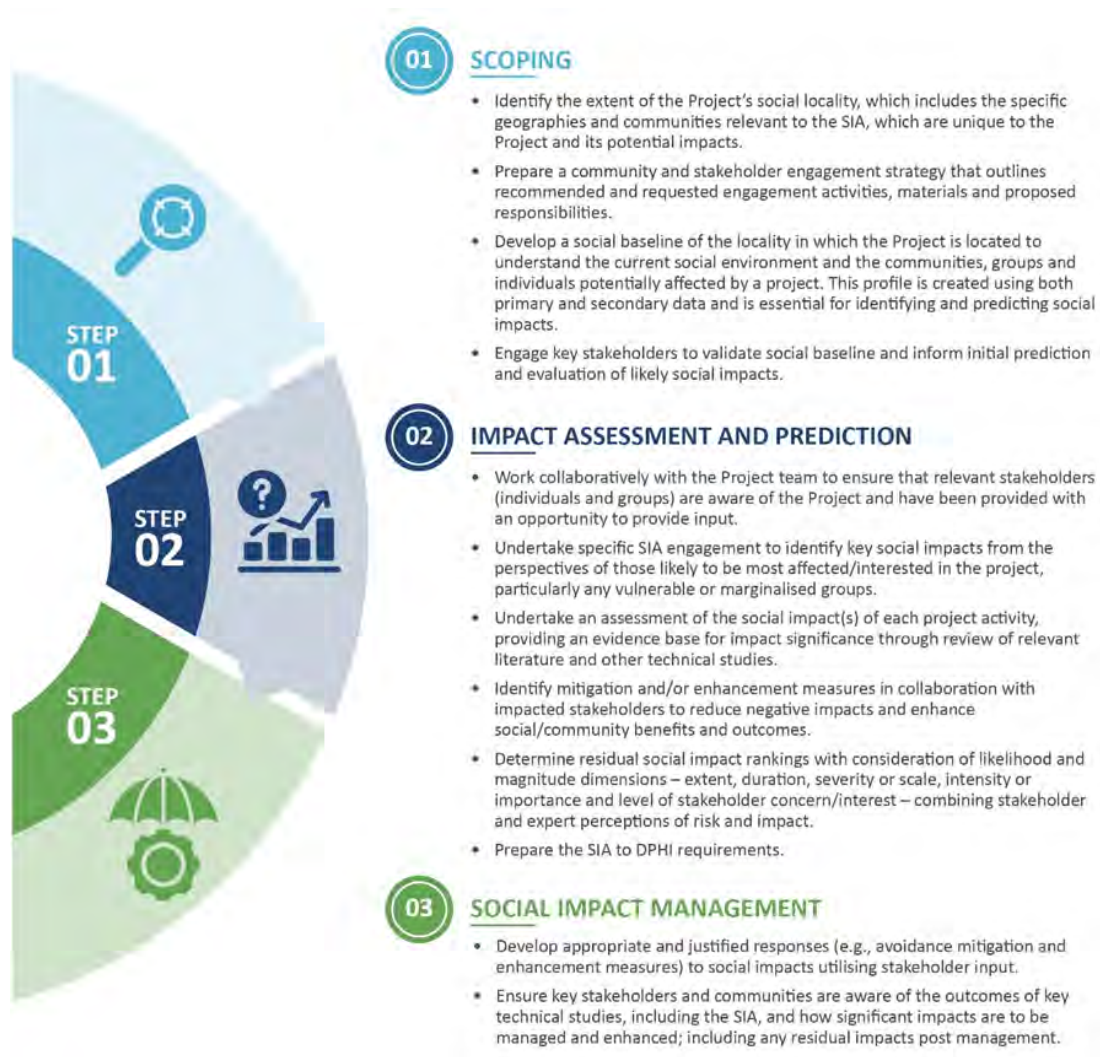 01 SCOPING
• Identify the extent of the Project's social locality, which includes the specific
geographies and communities relevant to the SIA, which are unique to the
Project and its potential impacts.
• Prepare a community and stakeholder engagement strategy that outlines
recommended and requested engagement activities, materials and proposed
responsibilities.
• Develop a social baseline of the locality in which the Project is located to
understand the current social environment and the communities, groups and
individuals potentially affected by a project. This profile is created using both
primary and secondary data and is essential for identifying and predicting social
impacts.
• Engage key stakeholders to validate social baseline and inform initial prediction
and evaluation of likely social impacts.
STEP
01
02 IMPACT ASSESSMENT AND PREDICTION
• Work collaboratively with the Project team to ensure that relevant stakeholders
(individuals and groups) are aware of the Project and have been provided with
an opportunity to provide input.
• Undertake specific SIA engagement to identify key social impacts from the
perspectives of those likely to be most affected/interested in the project,
particularly any vulnerable or marginalised groups.
• Undertake an assessment of the social impact(s) of each project activity,
providing an evidence base for impact significance through review of relevant
literature and other technical studies.
• Identify mitigation and/or enhancement measures in collaboration with
impacted stakeholders to reduce negative impacts and enhance
social/community benefits and outcomes.
• Determine residual social impact rankings with consideration of likelihood and
magnitude dimensions – extent, duration, severity or scale, intensity or
importance and level of stakeholder concern/interest – combining stakeholder
and expert perceptions of risk and impact.
• Prepare the SIA to DPHI requirements.
?
STEP
02
03 SOCIAL IMPACT MANAGEMENT
• Develop appropriate and justified responses (e.g., avoidance mitigation and
enhancement measures) to social impacts utilising stakeholder input.
• Ensure key stakeholders and communities are aware of the outcomes of key
technical studies, including the SIA, and how significant impacts are to be
managed and enhanced; including any residual impacts post management.
STEP
03